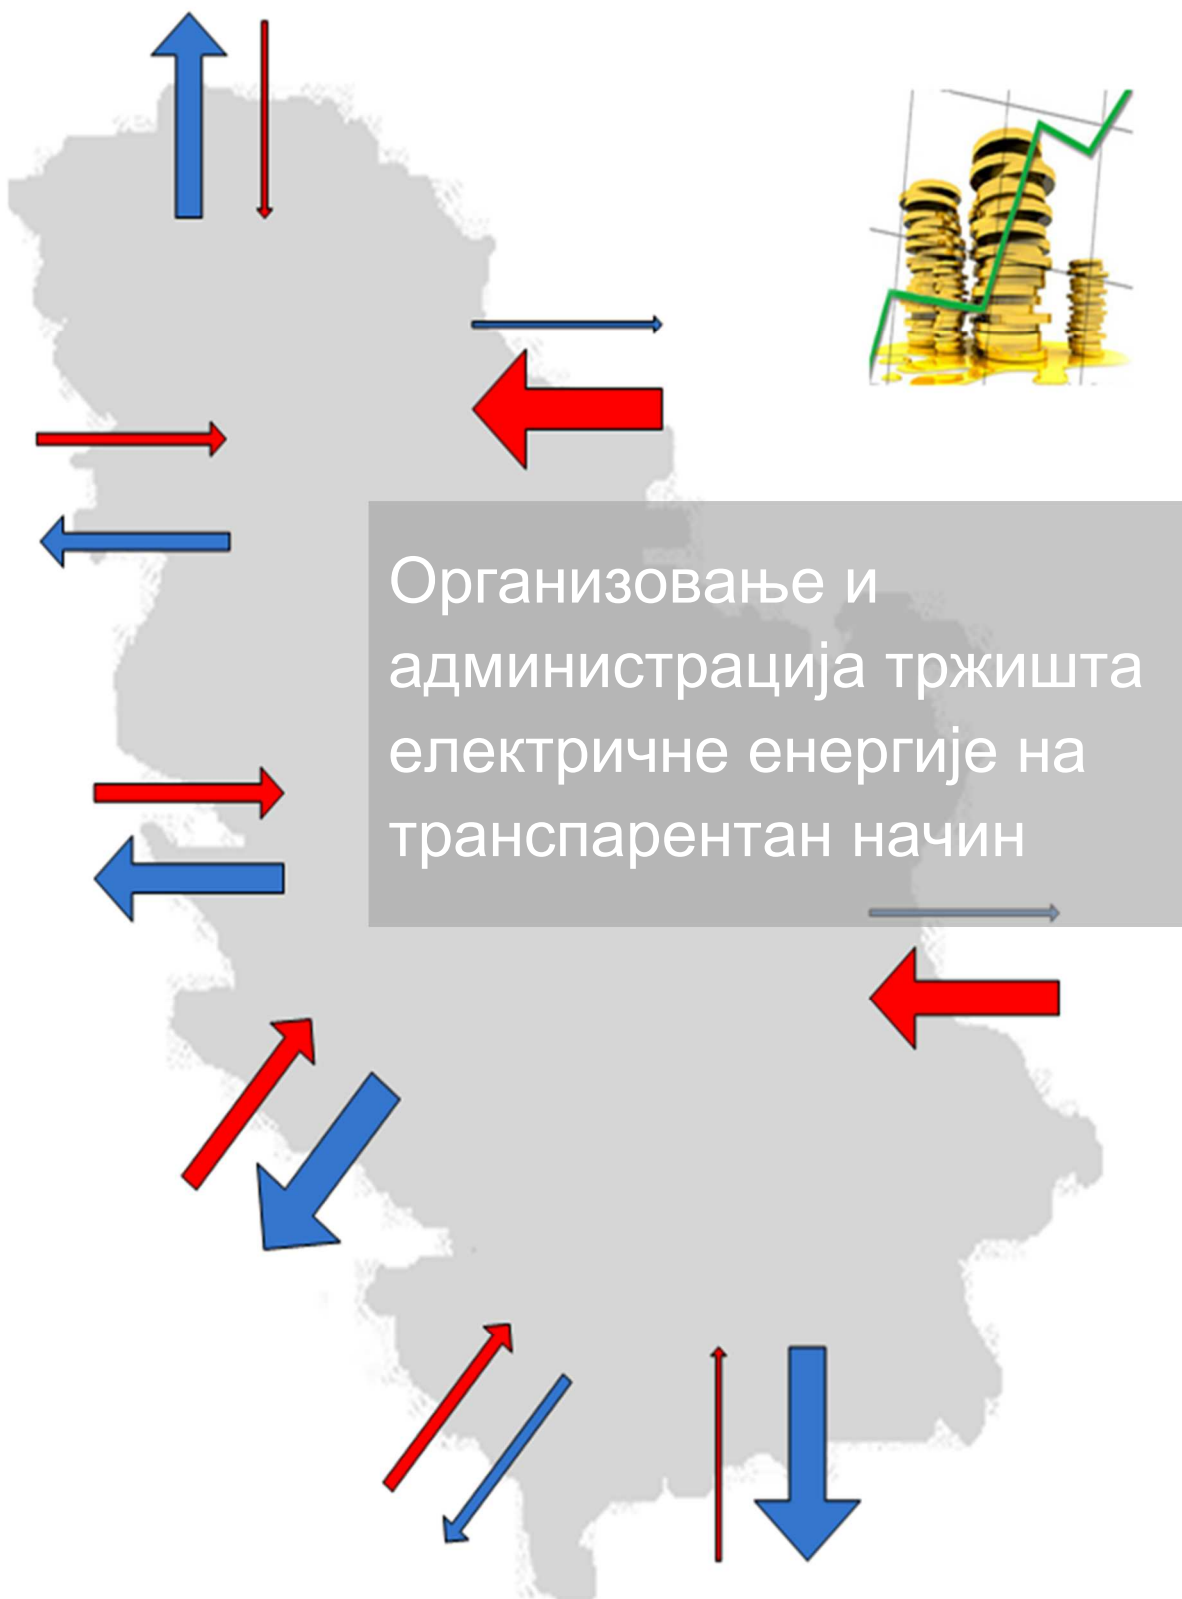 Организовање и
администрација тржишта
електричне енергије на
транспарентан начин